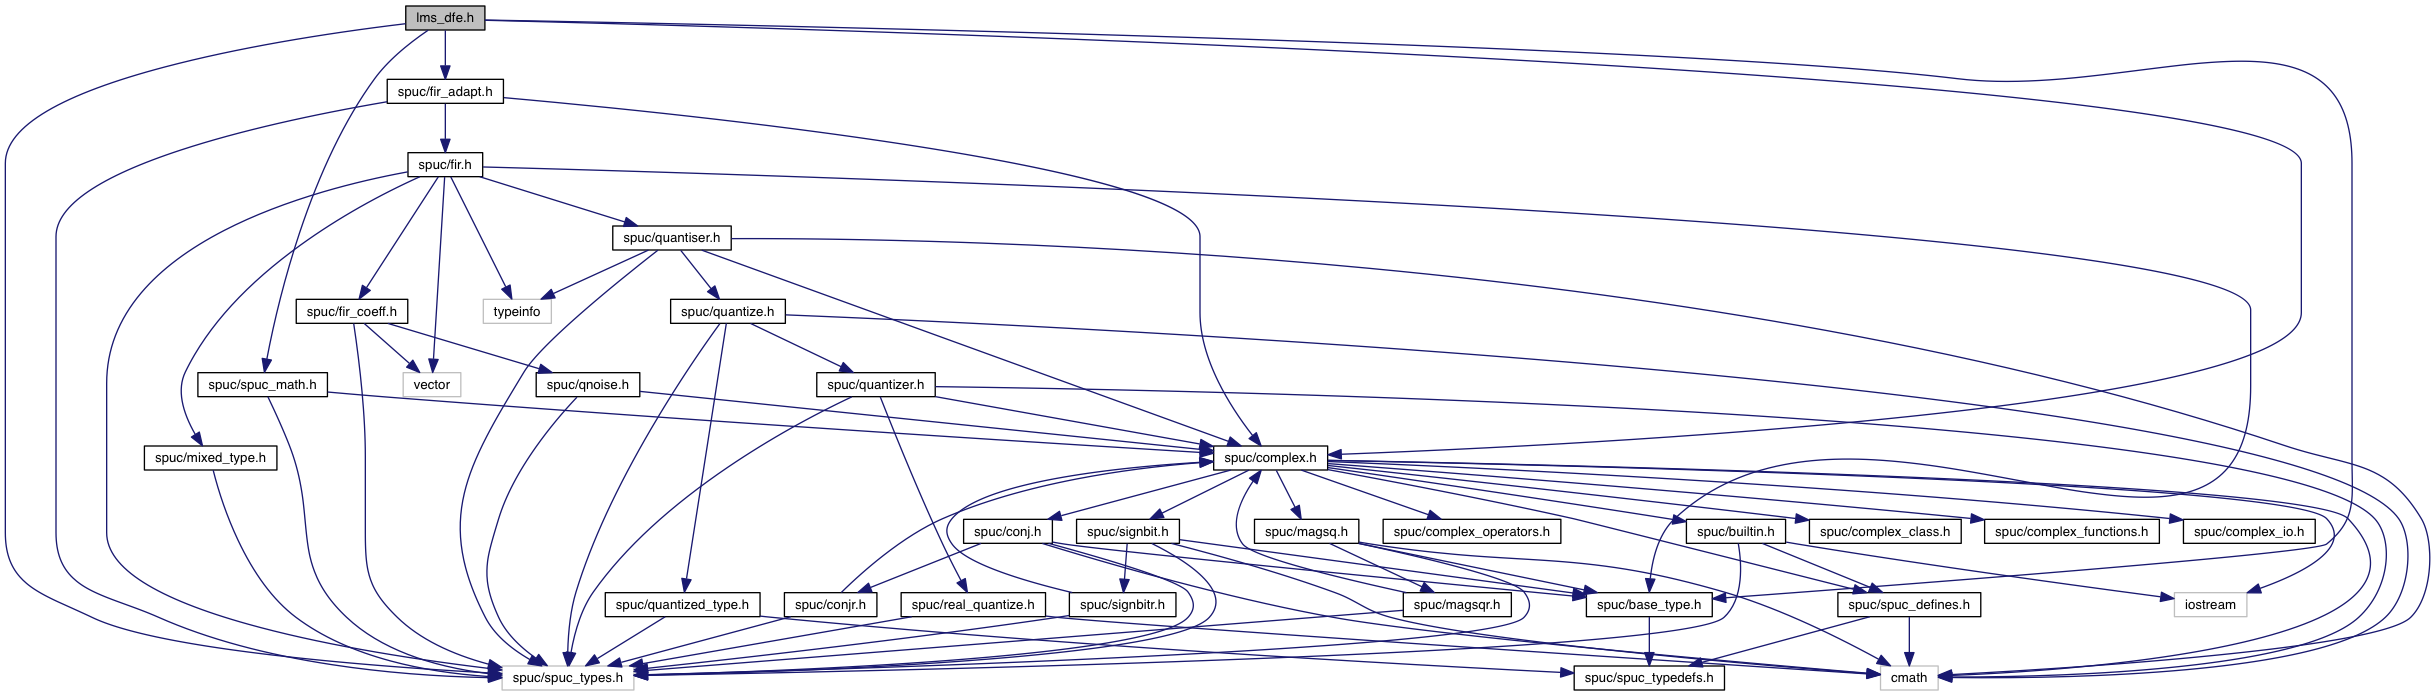 lms_dfe.h
spuc/fir_adapt.h
spuc/fir.h
spuc/quantiser.h
spuc/fir_coeff.h
typeinfo
spuc/quantize.h
spuc/spuc_math.h
vector
spuc/qnoise.h
spuc/quantizer.h
spuc/mixed_type.h
spuc/complex.h
spuc/conj.h
spuc/signbit.h
spuc/magsq.h
spuc/complex_operators.h
spuc/builtin.h
spuc/complex_class.h
spuc/complex_functions.h
spuc/complex_io.h
spuc/quantized_type.h
spuc/conjr.h
spuc/real_quantize.h
spuc/signbitr.h
spuc/magsqr.h
spuc/base_type.h
spuc/spuc_defines.h
iostream
spuc/spuc_types.h
spuc/spuc_typedefs.h
cmath